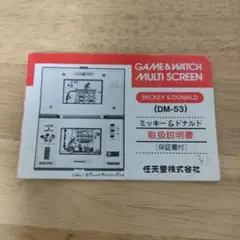 GAME&WATCH
MULTI SCREEN
MICKEY & DONALD
(DM-53)
ミッキー&ドナルド
取扱説明書
(保証書付)
任天堂株式会社